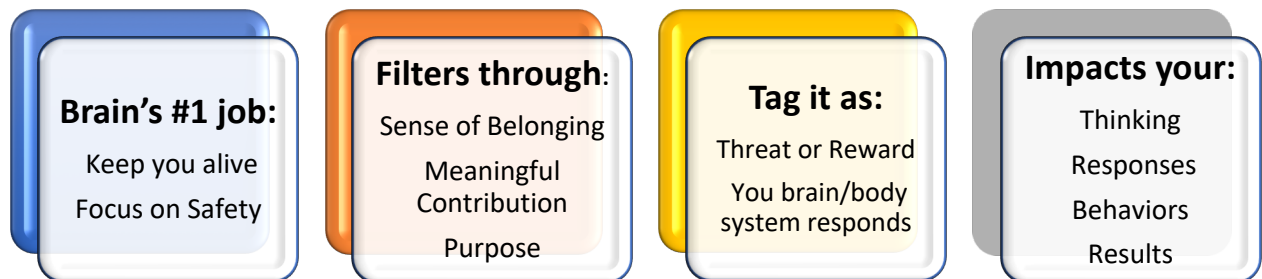 Brain's #1 job:
Keep you alive
Focus on Safety
Filters through:
Sense of Belonging
Meaningful
Contribution
Purpose
Tag it as:
Threat or Reward
You brain/body
system responds
Impacts your:
Thinking
Responses
Behaviors
Results